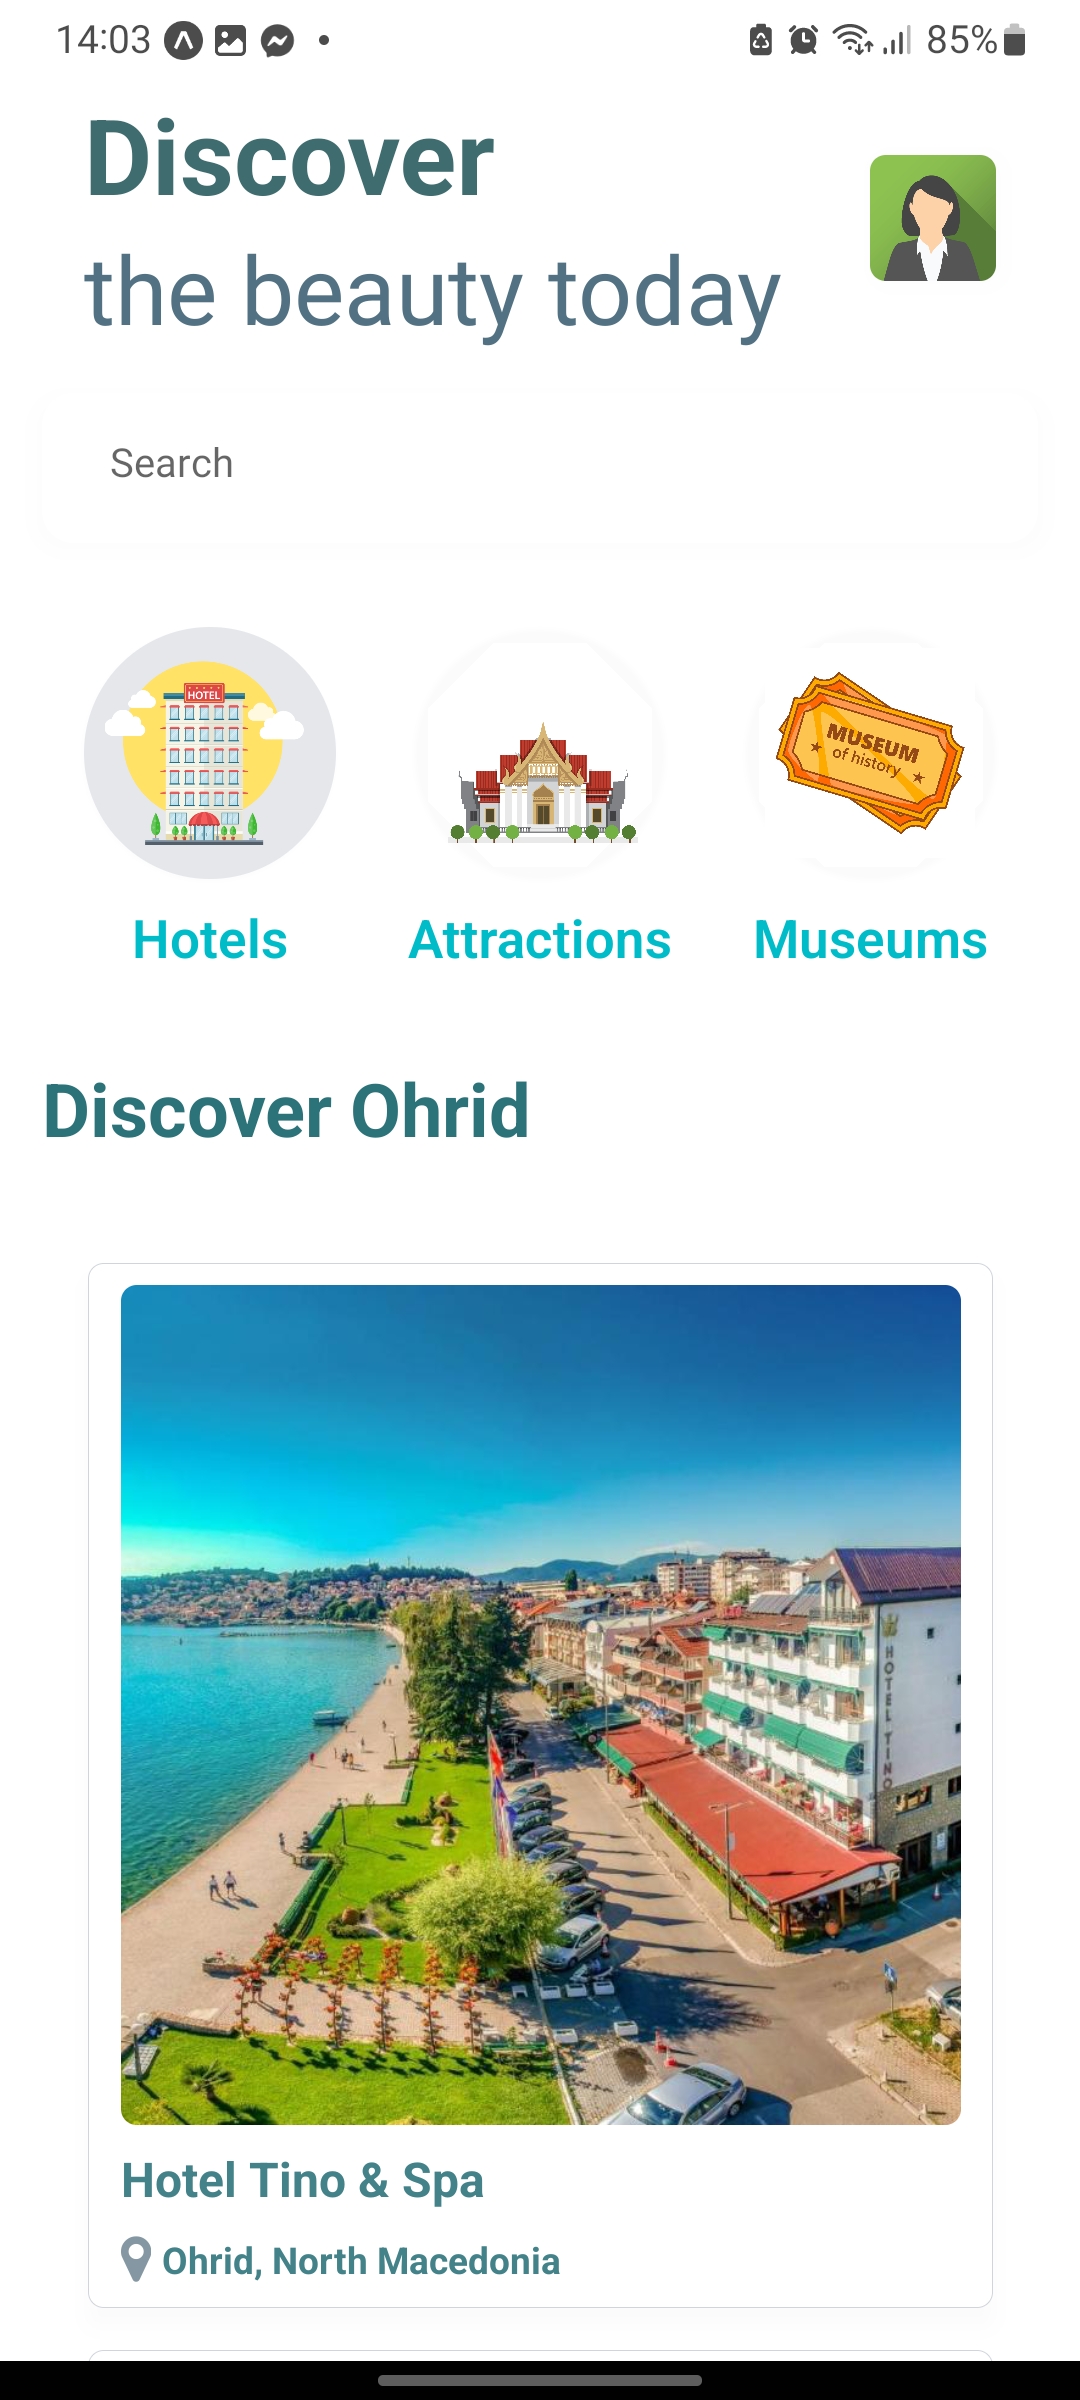 14:03 85%
Discover
the beauty today
Search
HOTEL
MUSEUM
of history
Hotels Attractions Museums
Discover Ohrid
HOTEL TINO
Hotel Tino & Spa
Ohrid, North Macedonia